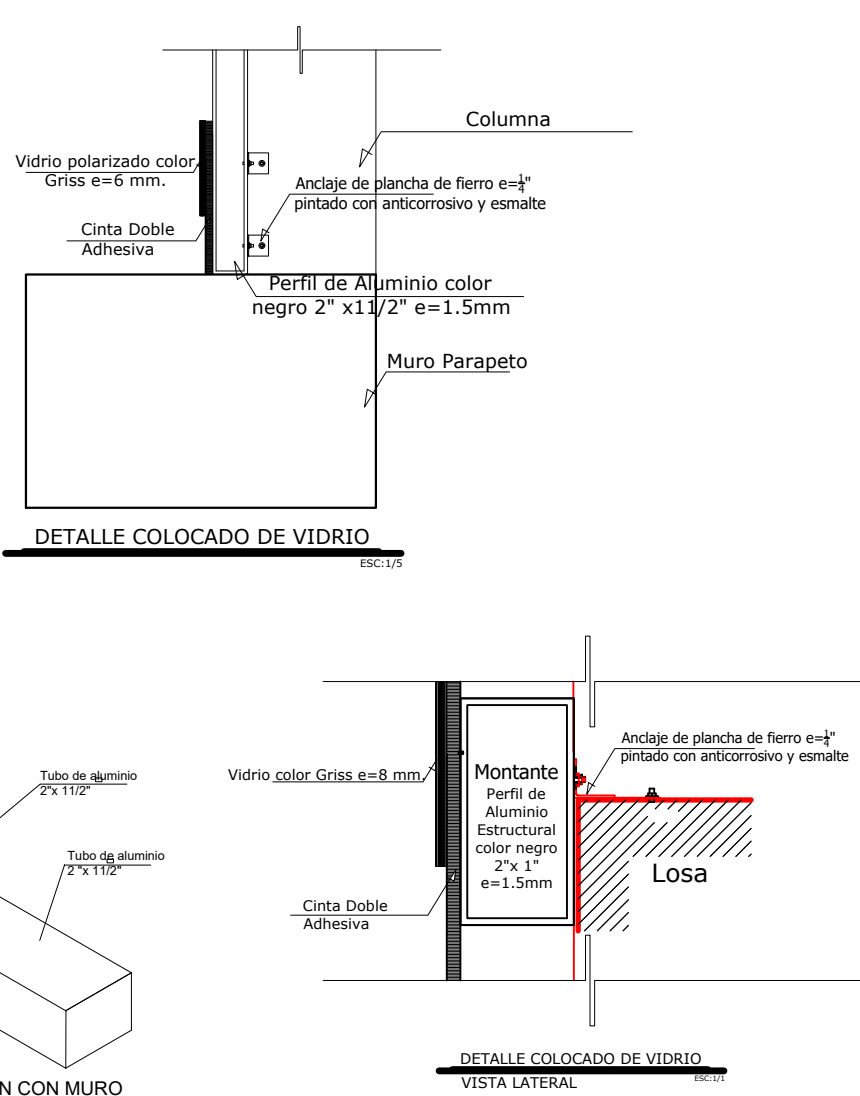 Columna
Vidrio polarizado color
Griss e=6 mm.
Anclaje de plancha de fierro e=¼"
pintado con anticorrosivo y esmalte
Cinta Doble
Adhesiva
Perfil de Aluminio color
negro 2" x11/2" e=1.5mm
Muro Parapeto
DETALLE COLOCADO DE VIDRIO
ESC:1/5
Anclaje de plancha de fierro e=¼"
pintado con anticorrosivo y esmalte
Vidrio color Griss e=8 mm.
Montante
Perfil de
Aluminio
Estructural
color negro
2"x 1"
e=1.5mm
Tubo de aluminio
2"x 11/2"
Tubo de aluminio
2 "x 11/2"
Losa
Cinta Doble
Adhesiva
DETALLE COLOCADO DE VIDRIO
VISTA LATERAL
ESC:1/1
N CON MURO